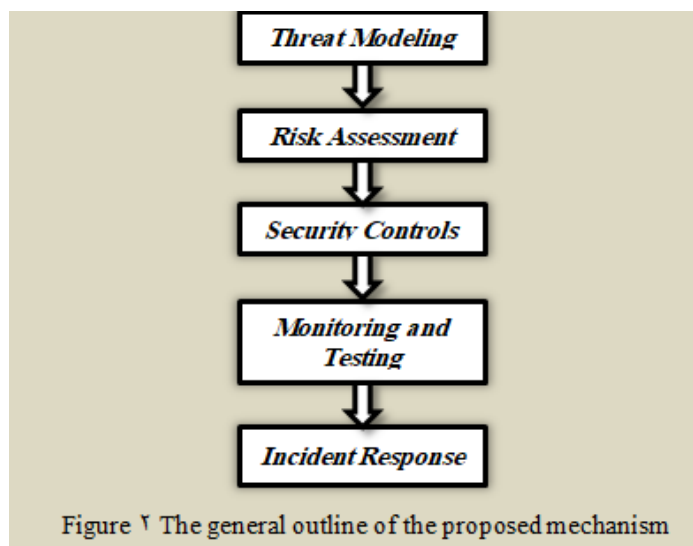 Threat Modeling
Risk Assessment
Security Controls
Monitoring and
Testing
Incident Response
Figure ٢ The general outline of the proposed mechanism